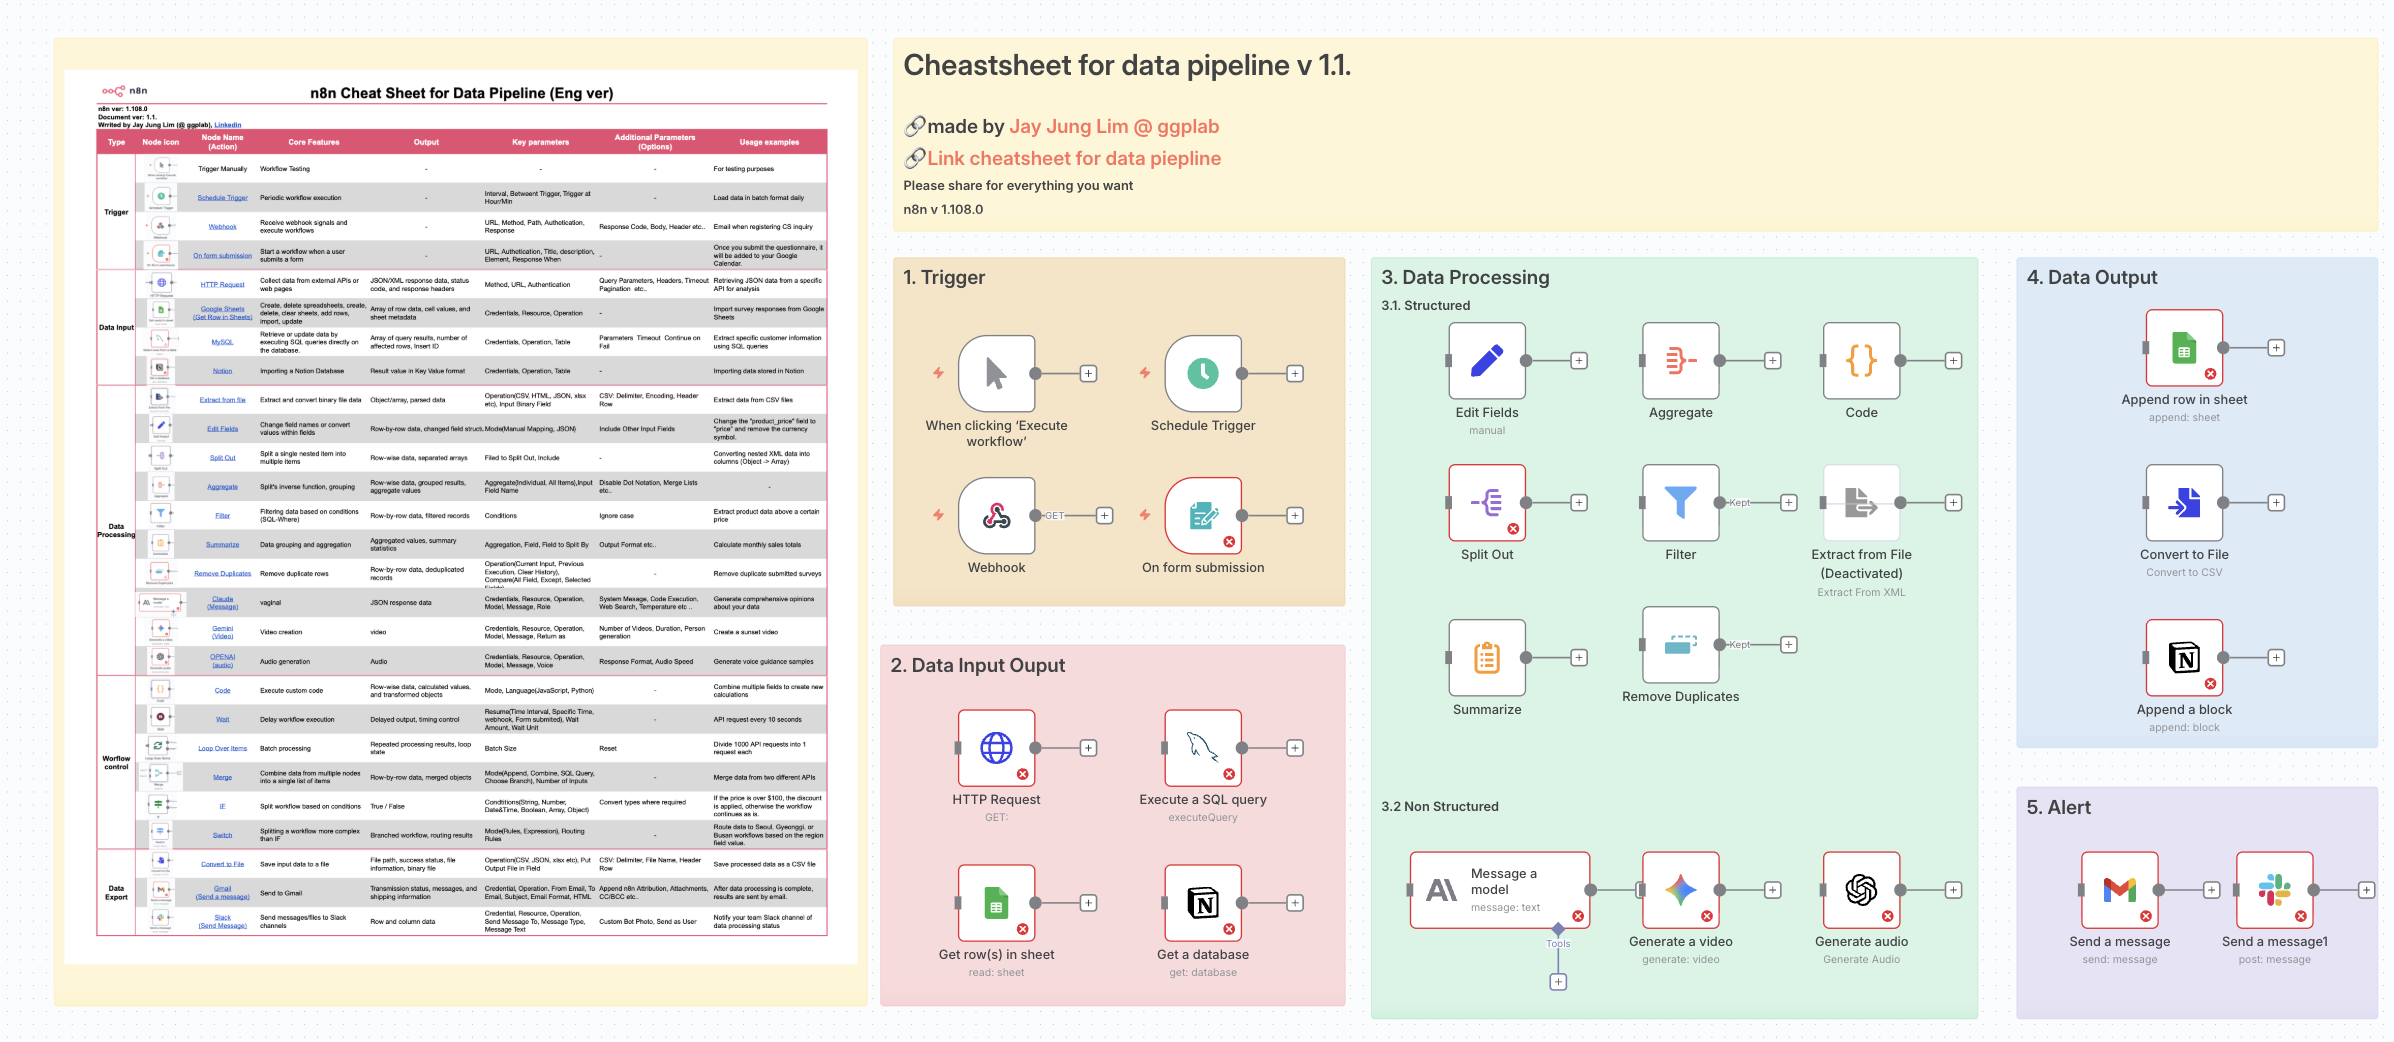 n8n
n8n Cheat Sheet for Data Pipeline (Eng ver)
n8n ver: 1.108.0
Document ver: 1.1.
Writed by Jay Jung Lim (@ ggplab), Linkedin
Type Node icon Node Name (Action) Core Features Output Key parameters Additional Parameters (Options) Usage examples
Trigger
Trigger Manually Workflow Testing - - - For testing purposes
Schedule Trigger Periodic workflow execution - Interval, Betweent Trigger, Trigger at Hour/Min - Load data in batch format daily
Webhook Receive webhook signals and execute workflows - URL, Method, Path, Authetication, Response Response Code, Body, Header etc.. Email when registering CS inquiry
On form submission Start a workflow when a user submits a form - URL, Authetication, Title, description, Element, Response When - Once you submit the questionnaire, it will be added to your Google Calendar.
Data Input
HTTP Request Collect data from external APIs or web pages JSON/XML response data, status code, and response headers Method, URL, Authentication Query Parameters, Headers, Timeout Pagination etc.. Retrieving JSON data from a specific API for analysis
Google Sheets (Get Row in Sheets) Create, delete spreadsheets, create, delete, clear sheets, add rows, import, update Array of row data, cell values, and sheet metadata Credentials, Resource, Operation - Import survey responses from Google Sheets
MySQL Retrieve or update data by executing SQL queries directly on the database. Array of query results, number of affected rows, Insert ID Credentials, Operation, Table Parameters Timeout Continue on Fail Extract specific customer information using SQL queries
Notion Importing a Notion Database Result value in Key Value format Credentials, Operation, Table - Importing data stored in Notion
Data Processing
Extract from file Extract and convert binary file data Object/array, parsed data Operation(CSV, HTML, JSON, xlsx etc), Input Binary Field CSV: Delimiter, Encoding, Header Row Extract data from CSV files
Edit Fields Change field names or convert values within fields Row-by-row data, changed field struct Mode(Manual Mapping, JSON) Include Other Input Fields Change the "product_price" field to "price" and remove the currency symbol.
Split Out Split a single nested item into multiple items Row-wise data, separated arrays Filed to Split Out, Include - Converting nested XML data into columns (Object -> Array)
Aggregate Split's inverse function, grouping Row-wise data, grouped results, aggregate values Aggregate(Individual, All Items),Input Field Name Disable Dot Notation, Merge Lists etc.. -
Filter Filtering data based on conditions (SQL-Where) Row-by-row data, filtered records Conditions Ignore case Extract product data above a certain price
Summarize Data grouping and aggregation Aggregated values, summary statistics Aggregation, Field, Field to Split By Output Format etc.. Calculate monthly sales totals
Remove Duplicates Remove duplicate rows Row-by-row data, deduplicated records Operation(Current Input, Previous Execution, Clear History), Compare(All Field, Except, Selected - Remove duplicate submitted surveys
Claude (Message) vaginal JSON response data Credentials, Resource, Operation, Model, Message, Role System Mesage, Code Execution, Web Search, Temperature etc .. Generate comprehensive opinions about your data
Gemini (Video) Video creation video Credentials, Resource, Operation, Model, Message, Return as Number of Videos, Duration, Person generation Create a sunset video
OPENAI (audio) Audio generation Audio Credentials, Resource, Operation, Model, Message, Voice Response Format, Audio Speed Generate voice guidance samples
Worflow control
Code Execute custom code Row-wise data, calculated values, and transformed objects Mode, Language(JavaScript, Python) - Combine multiple fields to create new calculations
Wait Delay workflow execution Delayed output, timing control Resume(Time Interval, Specific Time, webhook, Form submited), Wait Amount, Wait Unit - API request every 10 seconds
Loop Over Items Batch processing Repeated processing results, loop state Batch Size Reset Divide 1000 API requests into 1 request each
Merge Combine data from multiple nodes into a single list of items Row-by-row data, merged objects Mode(Append, Combine, SQL Query, Choose Branch), Number of Inputs - Merge data from two different APIs
IF Split workflow based on conditions True / False Condtitions(String, Number, Date&Time, Boolean, Array, Object) Convert types where required If the price is over $100, the discount is applied, otherwise the workflow continues as is.
Switch Splitting a workflow more complex than IF Branched workflow, routing results Mode(Rules, Expression), Routing Rules - Route data to Seoul, Gyeonggi, or Busan workflows based on the region field value.
Data Export
Convert to File Save input data to a file File path, success status, file information, binary file Operation(CSV, JSON, xlsx etc), Put Output File in Field CSV: Delimiter, File Name, Header Row Save processed data as a CSV file
Gmail (Send a message) Send to Gmail Transmission status, messages, and shipping information Credential, Operation, From Email, To Email, Subject, Email Format, HTML Append n8n Attribution, Attachments, CC/BCC etc.. After data processing is complete, results are sent by email.
Slack (Send Message) Send messages/files to Slack channels Row and column data Credential, Resource, Operation, Send Message To, Message Type, Message Text Custom Bot Photo, Send as User Notify your team Slack channel of data processing status
Cheastsheet for data pipeline v 1.1.
🔗made by Jay Jung Lim @ ggplab
🔗Link cheatsheet for data piepline
Please share for everything you want
n8n v 1.108.0
1. Trigger
When clicking ‘Execute workflow’
Schedule Trigger
GET
Webhook
On form submission
2. Data Input Ouput
HTTP Request
GET:
Execute a SQL query
executeQuery
Get row(s) in sheet
read: sheet
Get a database
get: database
3. Data Processing
3.1. Structured
Edit Fields
manual
Aggregate
Code
Split Out
Kept
Filter
Extract from File
(Deactivated)
Extract From XML
Summarize
Kept
Remove Duplicates
3.2 Non Structured
Message a model
message: text
Tools
Generate a video
generate: video
Generate audio
Generate Audio
4. Data Output
Append row in sheet
append: sheet
Convert to File
Convert to CSV
Append a block
append: block
5. Alert
Send a message
send: message
Send a message1
post: message